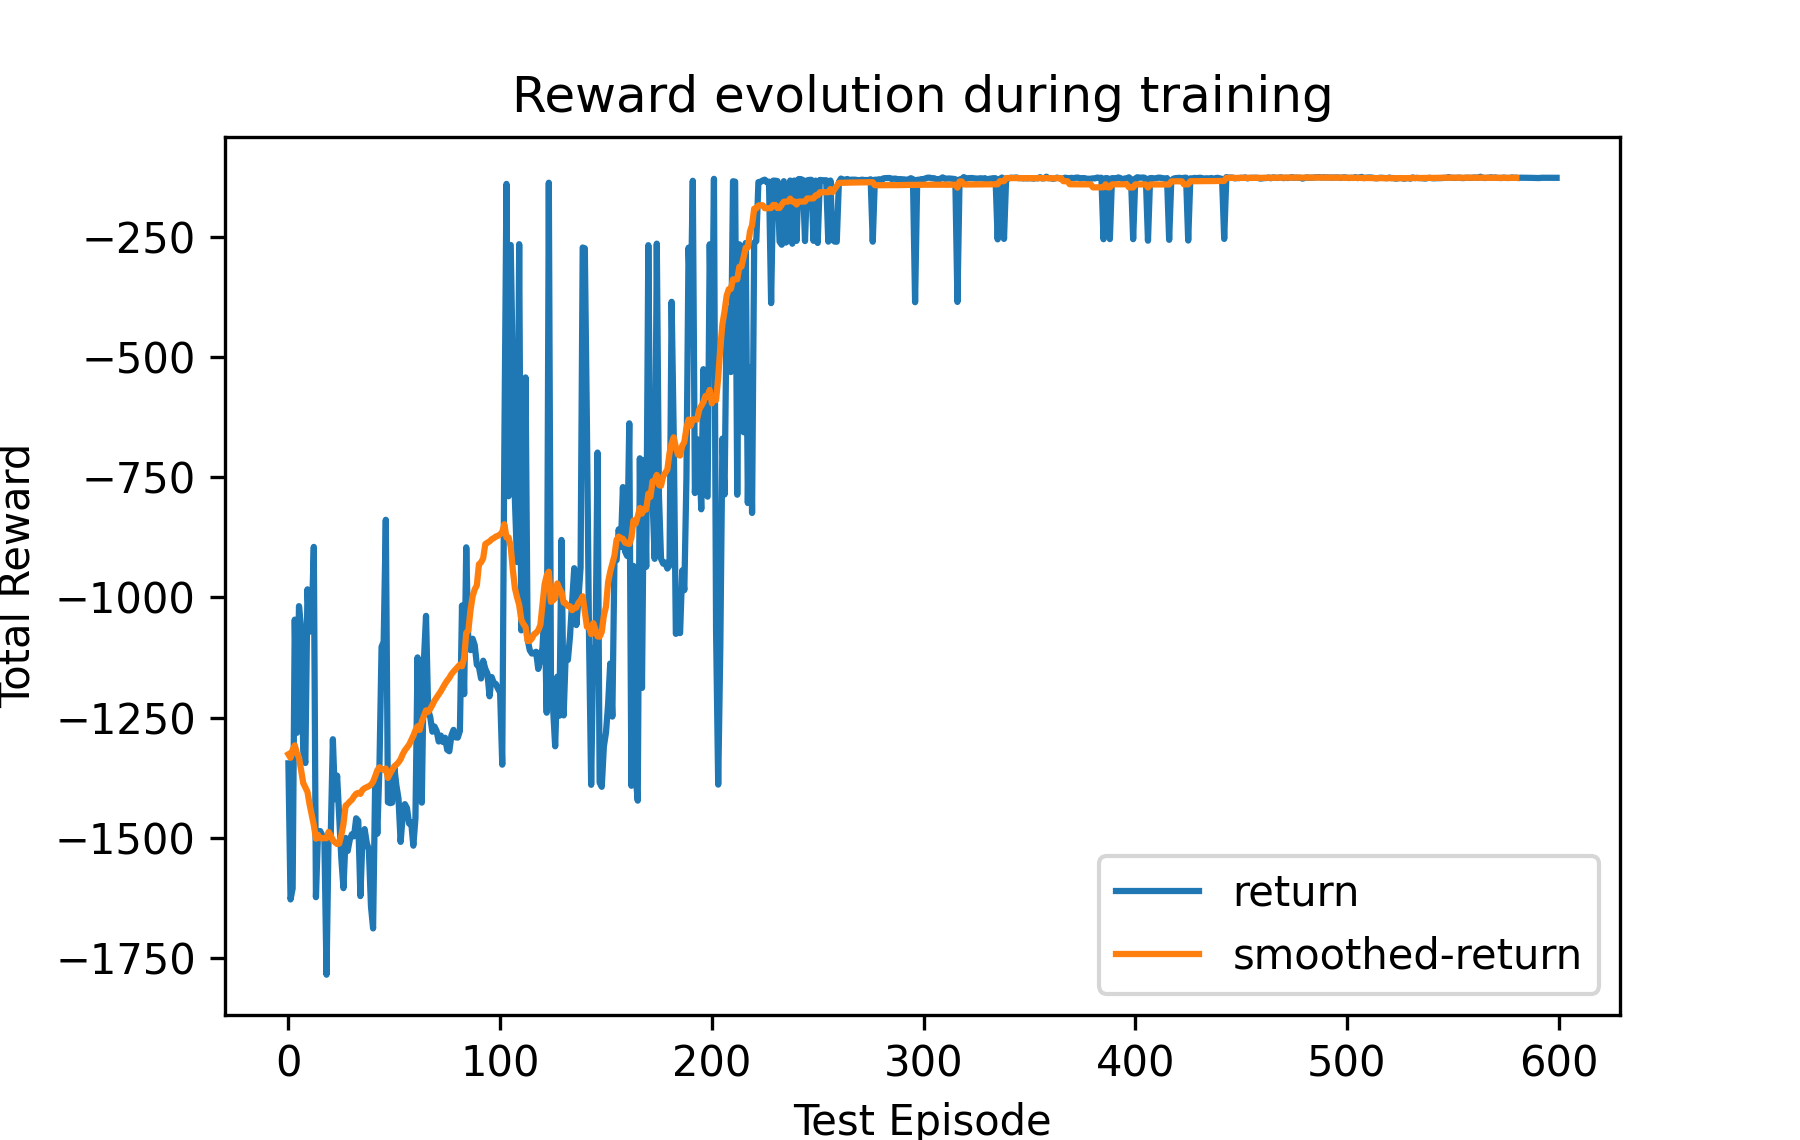 Reward evolution during training
−250
−500
−750
−1000
−1250
−1500
−1750
Total Reward
0 100 200 300 400 500 600
Test Episode
return
smoothed-return